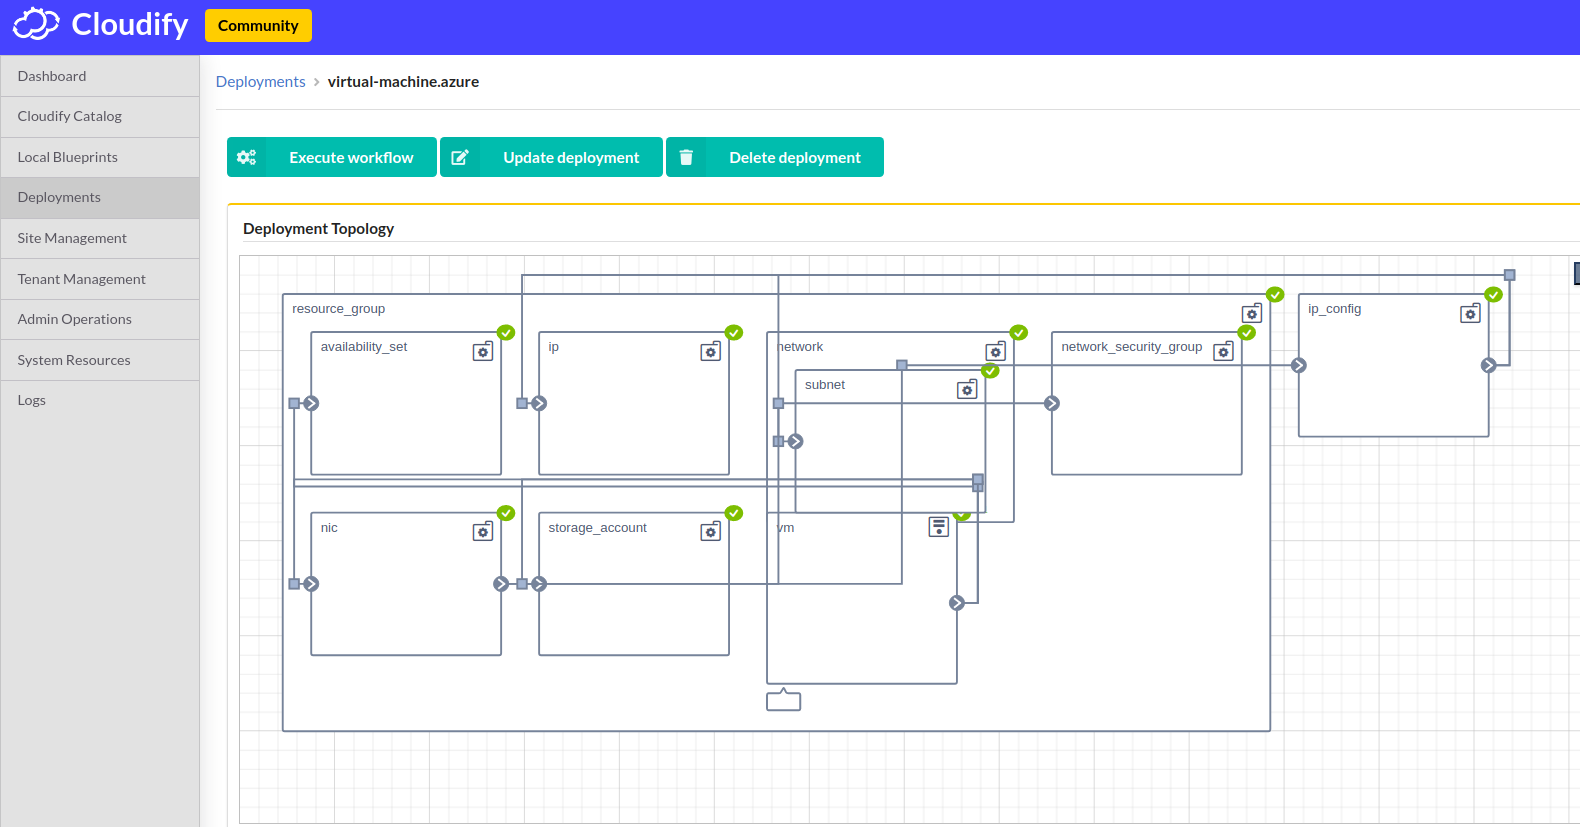 Cloudify
Community
Dashboard
Cloudify Catalog
Local Blueprints
Deployments
Site Management
Tenant Management
Admin Operations
System Resources
Logs
Deployments > virtual-machine.azure
Execute workflow
Update deployment
Delete deployment
Deployment Topology
resource_group
ip_config
availability_set
ip
network
network_security_group
subnet
nic
storage_account
vm